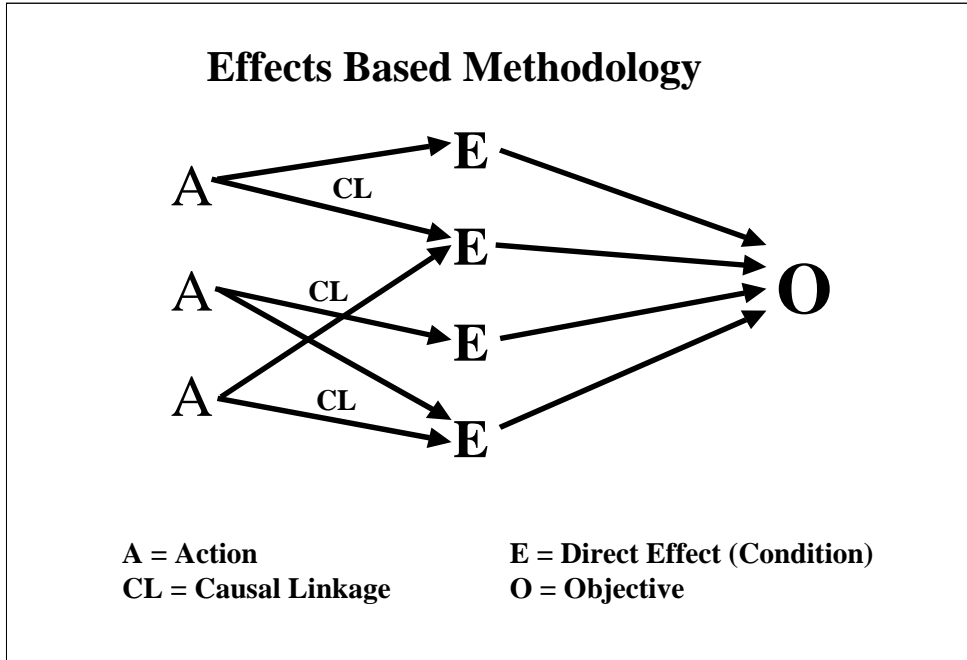 Effects Based Methodology
E
A
CL
E
A
CL
O
E
A
CL
E
A = Action
E = Direct Effect (Condition)
CL = Causal Linkage
O = Objective